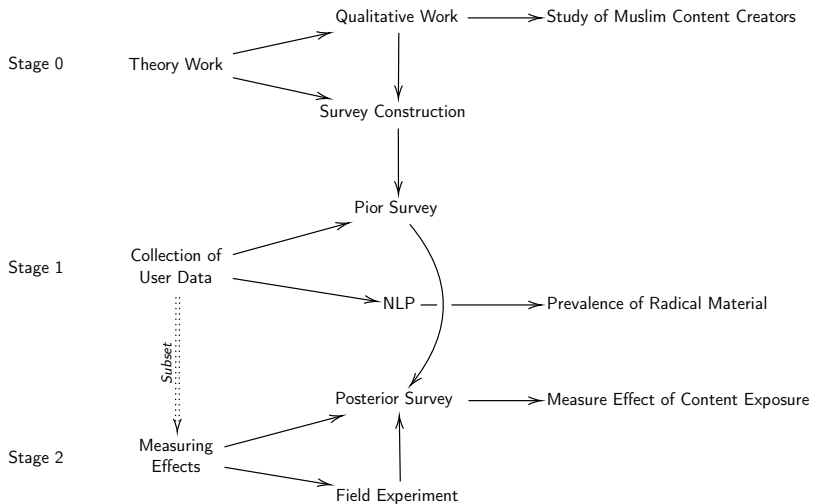 Qualitative Work
Study of Muslim Content Creators
Stage 0
Theory Work
Survey Construction
Pior Survey
Stage 1
Collection of
User Data
NLP
Prevalence of Radical Material
Subset
Posterior Survey
Measure Effect of Content Exposure
Stage 2
Measuring
Effects
Field Experiment